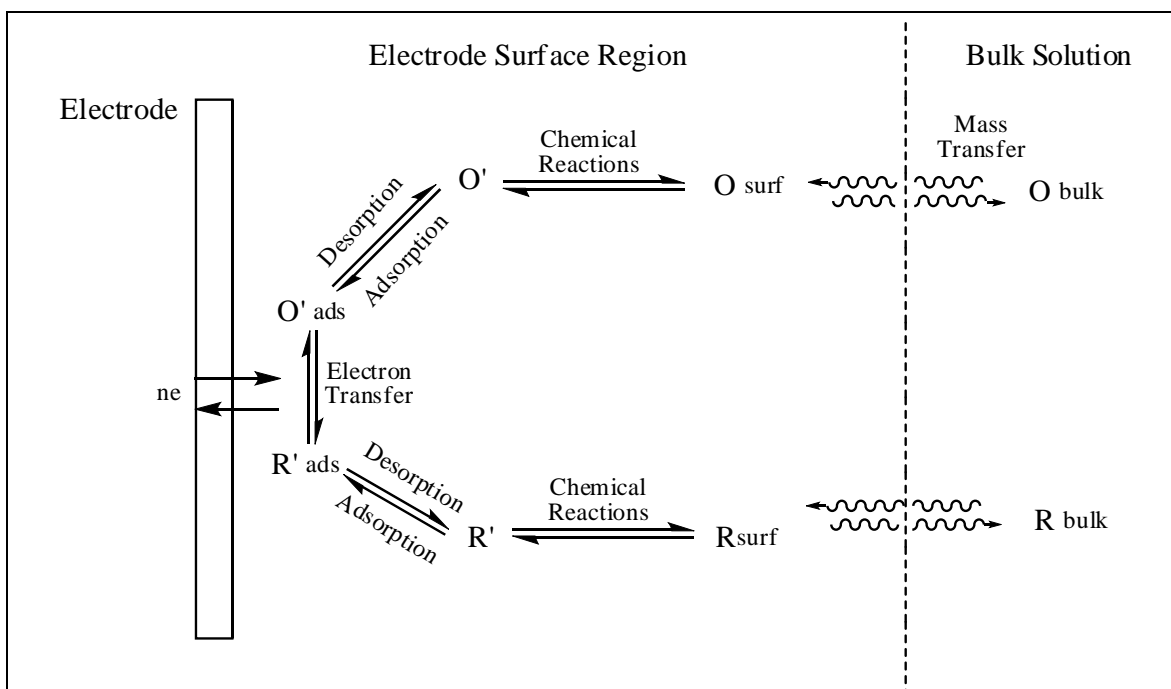 Electrode Surface Region
Bulk Solution
Electrode
Mass
Transfer
Chemical
Reactions
O'
O surf
O bulk
Desorption
Adsorption
O' ads
Electron
Transfer
ne
R' ads
Desorption
Adsorption
Chemical
Reactions
R'
R surf
R bulk